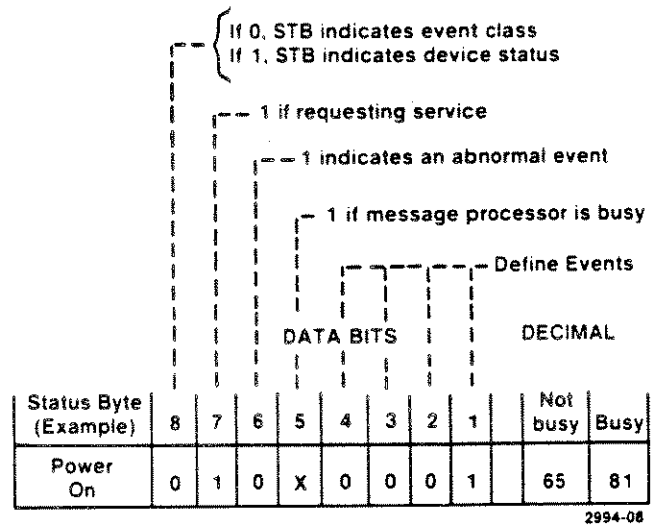 If 0, STB indicates event class
If 1, STB indicates device status
1 if requesting service
1 indicates an abnormal event
1 if message processor is busy
Define Events
DATA BITS DECIMAL
Status Byte (Example) 8 7 6 5 4 3 2 1 Not busy Busy
Power On 0 1 0 X 0 0 0 1 65 81
2994-08